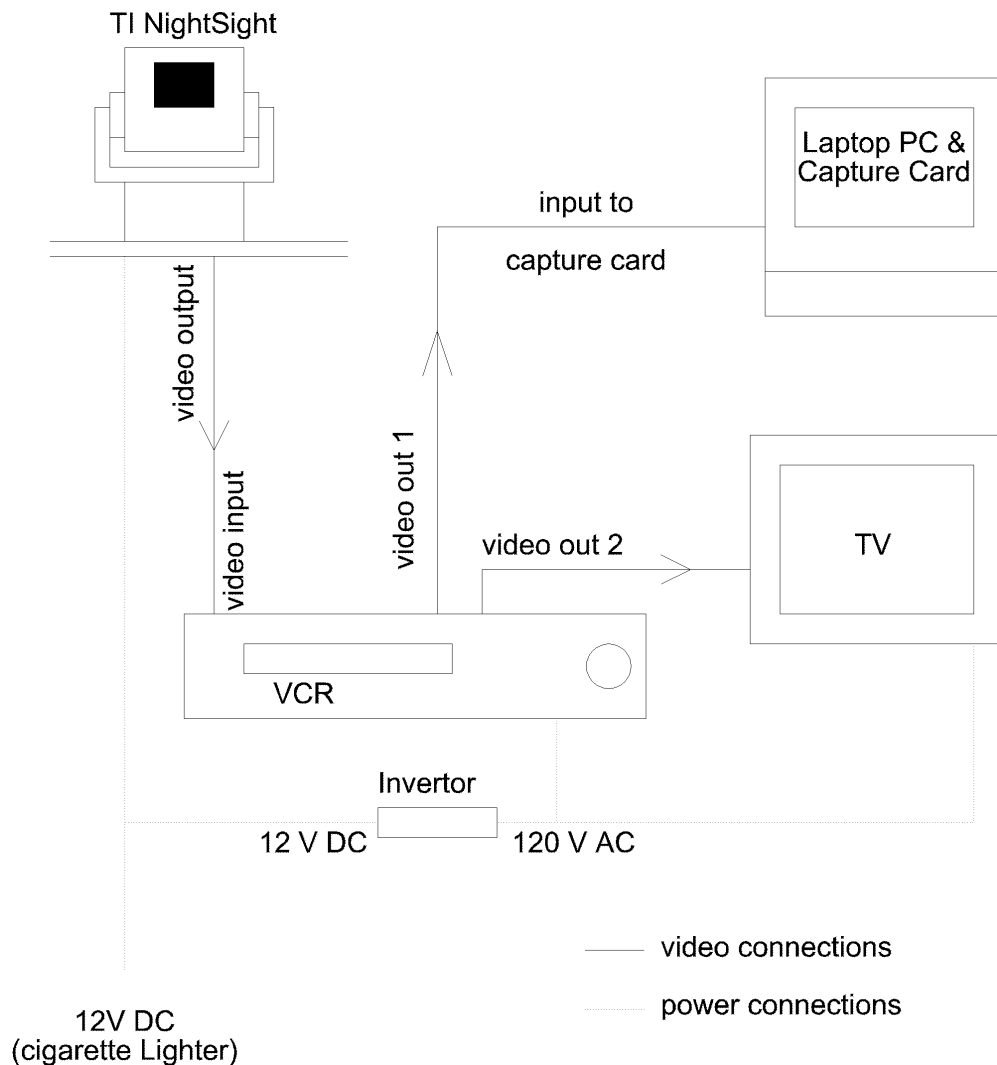 TI NightSight
Laptop PC &
Capture Card
input to
capture card
video output
video input
video out 1
video out 2
TV
VCR
Invertor
12 V DC
120 V AC
video connections
power connections
12V DC
(cigarette Lighter)